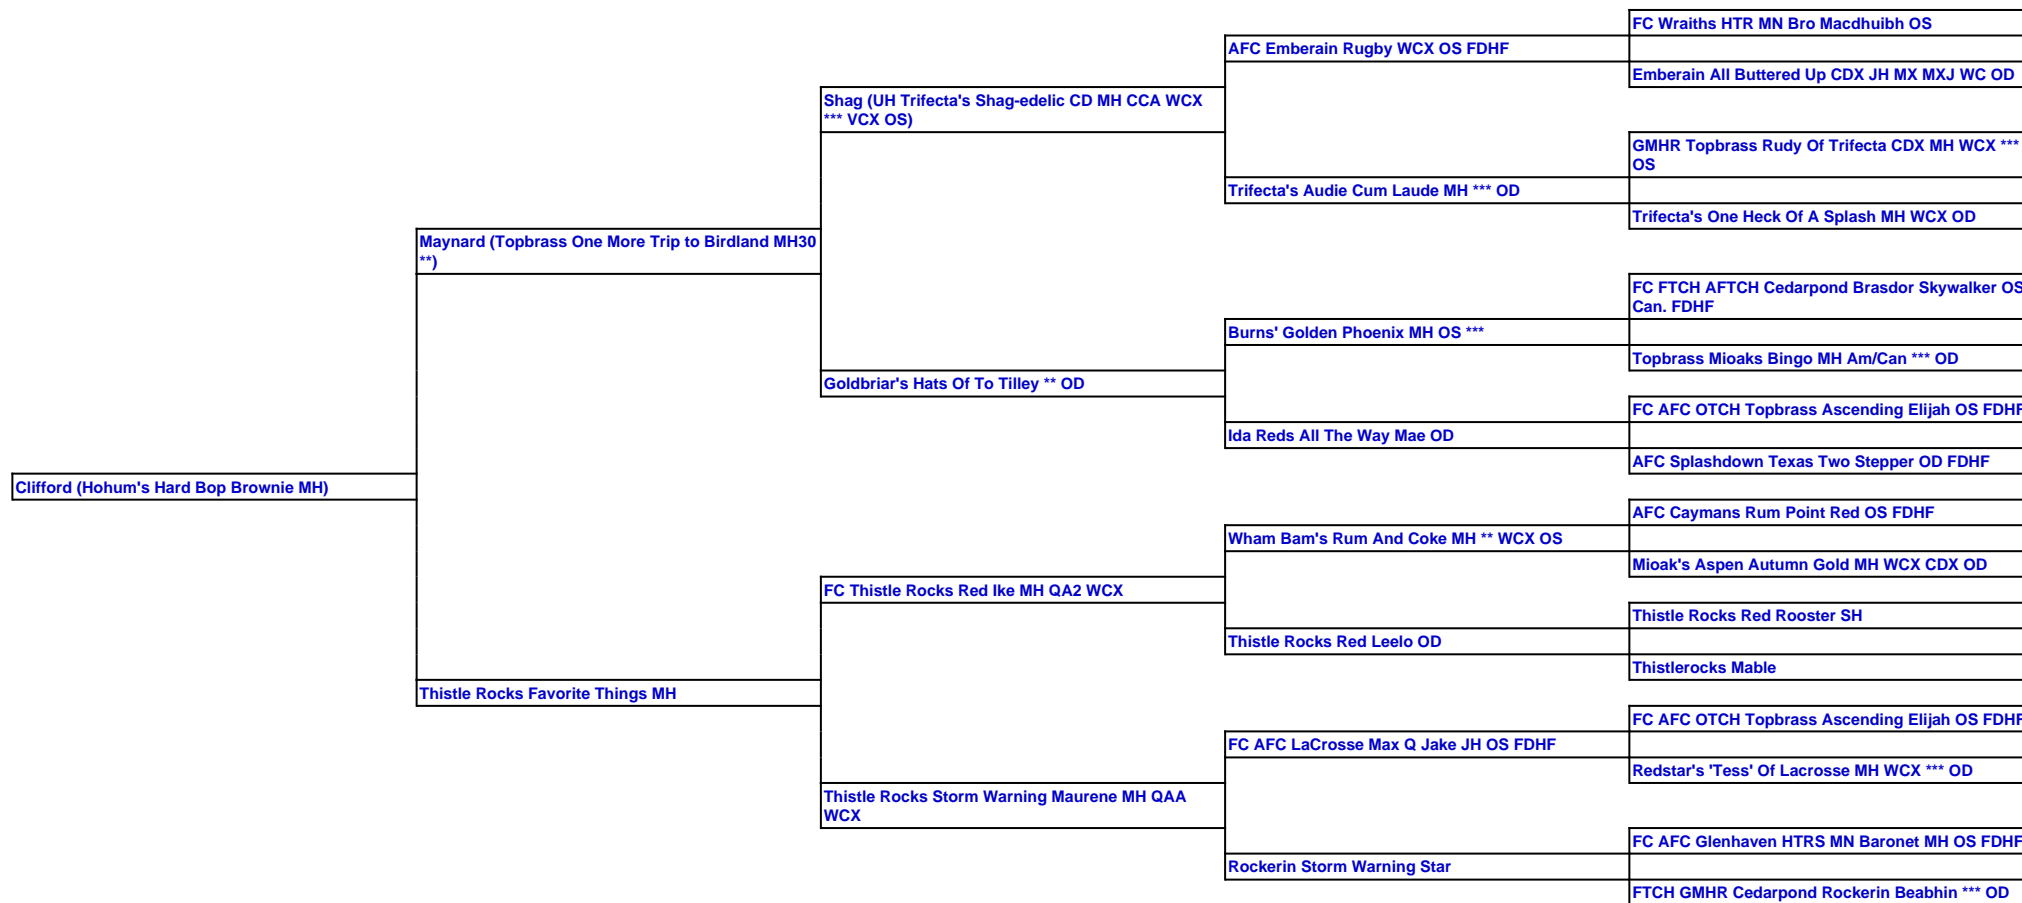 FC Wraiths HTR MN Bro Macdhuibh OS
AFC Emberain Rugby WCX OS FDHF
Emberain All Buttered Up CDX JH MX MXJ WC OD
Shag (UH Trifecta's Shag-edelic CD MH CCA WCX
*** VCX OS)
GMHR Topbrass Rudy Of Trifecta CDX MH WCX ***
OS
Trifecta's Audie Cum Laude MH *** OD
Trifecta's One Heck Of A Splash MH WCX OD
Maynard (Topbrass One More Trip to Birdland MH30
**)
FC FTCH AFTCH Cedarpond Brasdor Skywalker OS
Can. FDHF
Burns' Golden Phoenix MH OS ***
Topbrass Mioaks Bingo MH Am/Can *** OD
Goldbriar's Hats Of To Tilley ** OD
FC AFC OTCH Topbrass Ascending Elijah OS FDHF
Ida Reds All The Way Mae OD
AFC Splashdown Texas Two Stepper OD FDHF
Clifford (Hohum's Hard Bop Brownie MH)
AFC Caymans Rum Point Red OS FDHF
Wham Bam's Rum And Coke MH ** WCX OS
Mioak's Aspen Autumn Gold MH WCX CDX OD
FC Thistle Rocks Red Ike MH QA2 WCX
Thistle Rocks Red Rooster SH
Thistle Rocks Red Leelo OD
Thistlerocks Mable
Thistle Rocks Favorite Things MH
FC AFC OTCH Topbrass Ascending Elijah OS FDHF
FC AFC LaCrosse Max Q Jake JH OS FDHF
Redstar's 'Tess' Of Lacrosse MH WCX *** OD
Thistle Rocks Storm Warning Maurene MH QAA
WCX
FC AFC Glenhaven HTRS MN Baronet MH OS FDHF
Rockerin Storm Warning Star
FTCH GMHR Cedarpond Rockerin Beabhin *** OD